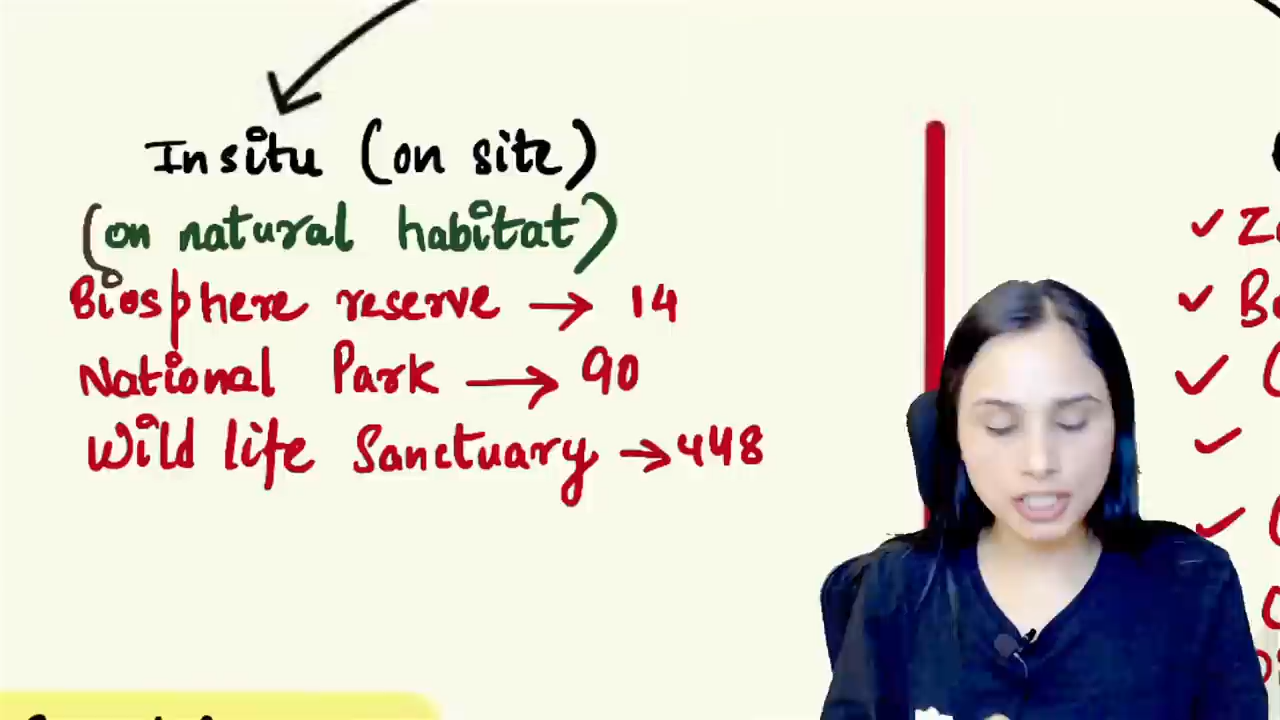 Insitu (on site)
(on natural habitat)
Biosphere reserve → 14
National Park → 90
Wild life Sanctuary → 448